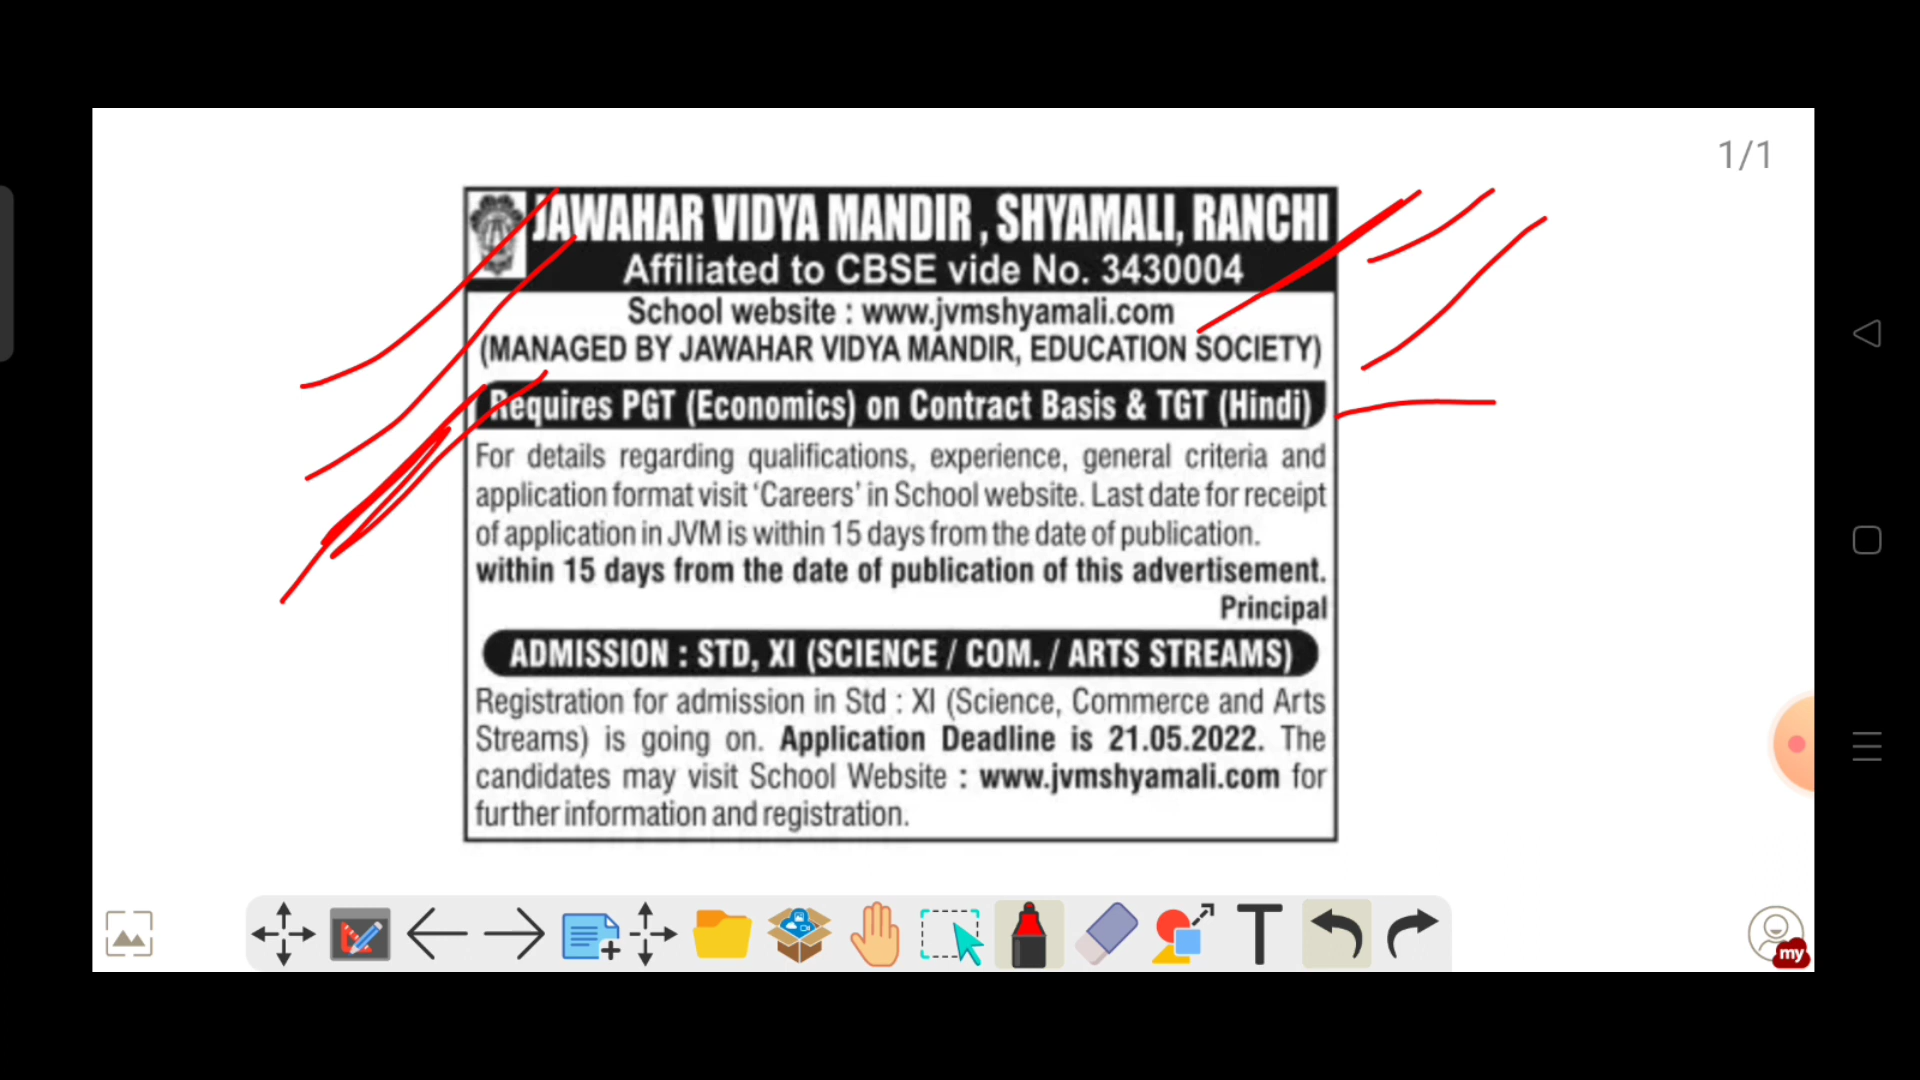 1/1
JAWAHAR VIDYA MANDIR, SHYAMALI, RANCHI
Affiliated to CBSE vide No. 3430004
School website : www.jvmshyamali.com
(MANAGED BY JAWAHAR VIDYA MANDIR, EDUCATION SOCIETY)
Requires PGT (Economics) on Contract Basis & TGT (Hindi)
For details regarding qualifications, experience, general criteria and
application format visit ‘Careers’ in School website. Last date for receipt
of application in JVM is within 15 days from the date of publication.
within 15 days from the date of publication of this advertisement.
Principal
ADMISSION : STD, XI (SCIENCE / COM. / ARTS STREAMS)
Registration for admission in Std : XI (Science, Commerce and Arts
Streams) is going on. Application Deadline is 21.05.2022. The
candidates may visit School Website : www.jvmshyamali.com for
further information and registration.
T
my